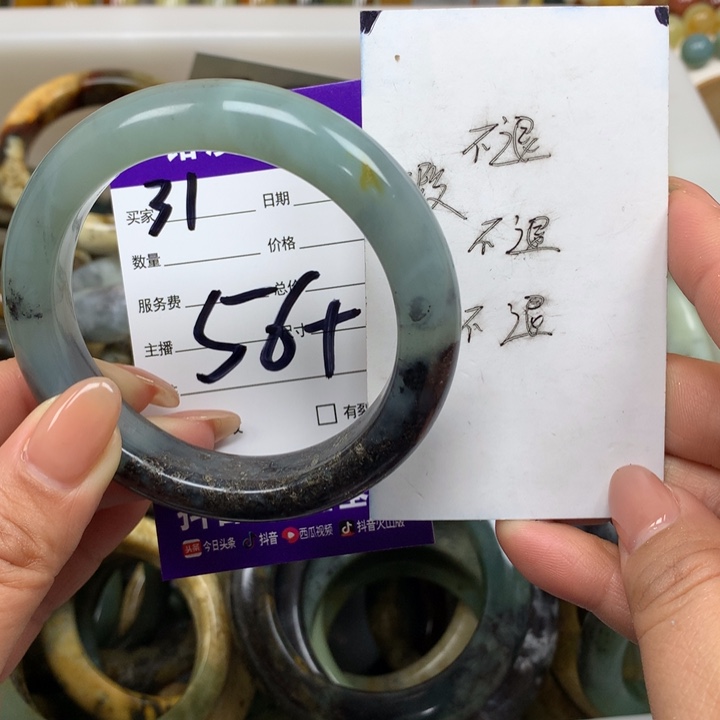 买家 31 日期
数量 价格
服务费
主播
56+
有
不退
不退
不退
今日头条 抖音 西瓜视频 抖音火山版